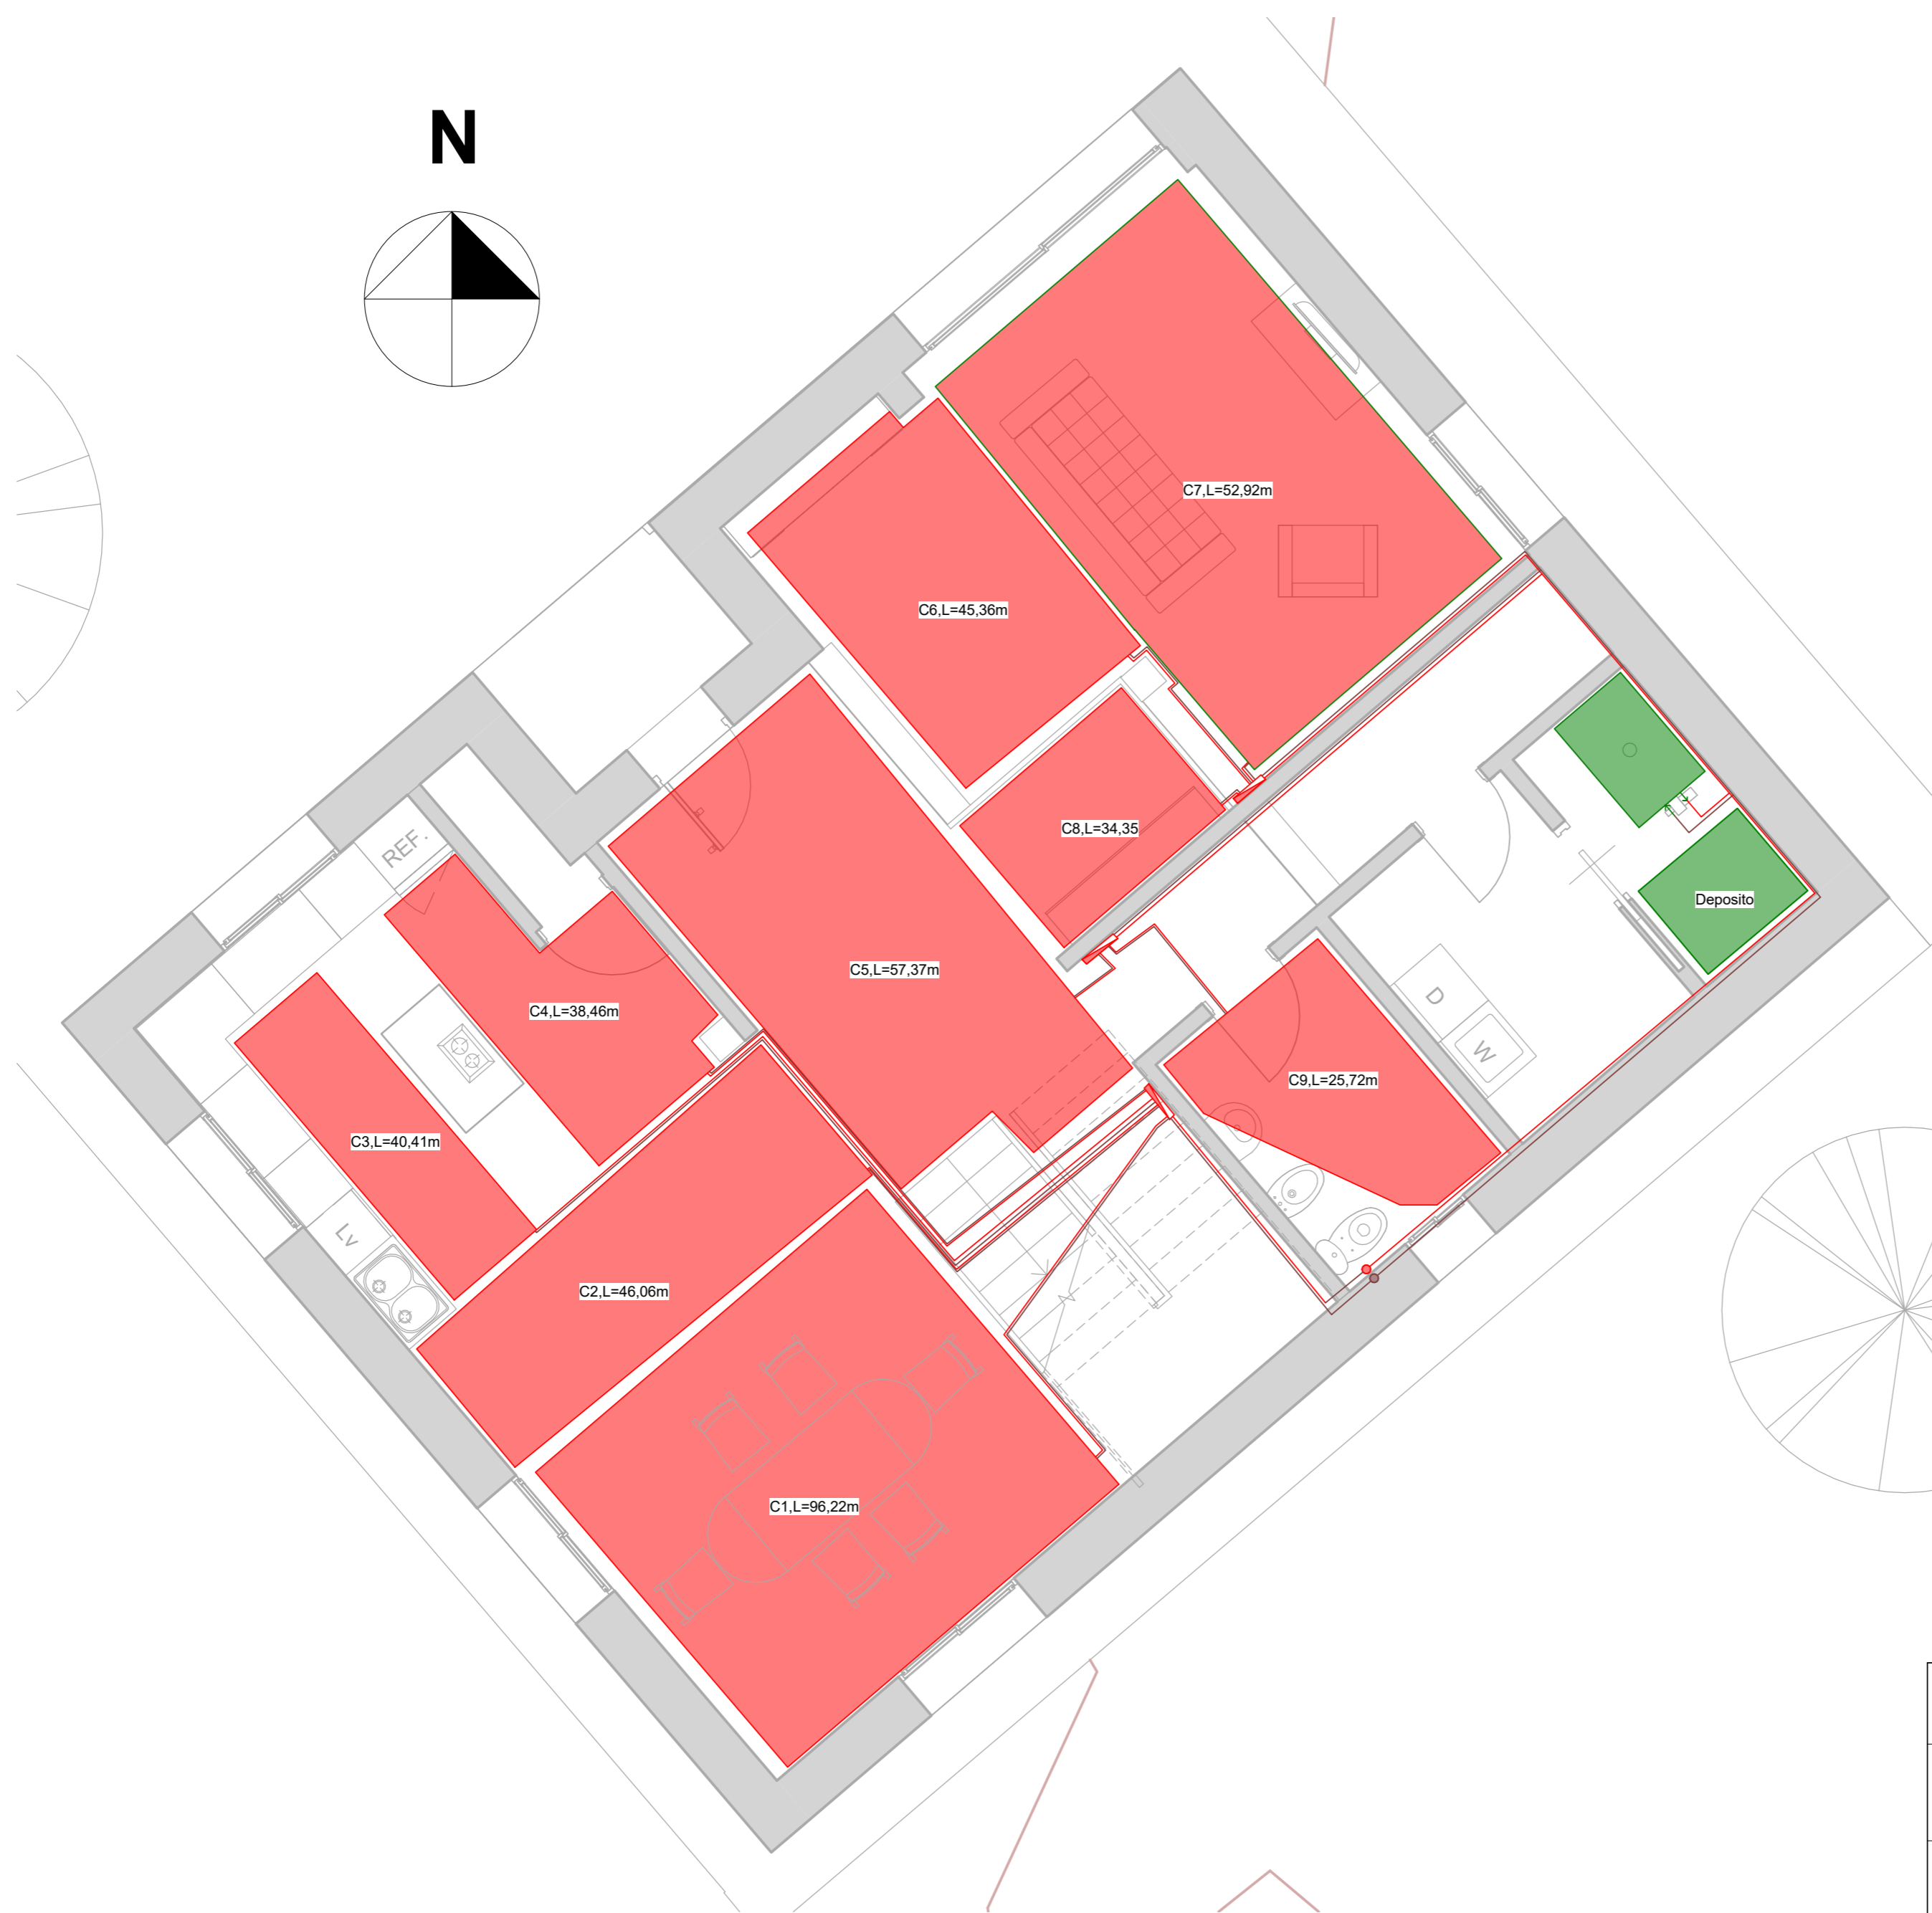 N
C7,L=52,92m
C6,L=45,36m
C8,L=34,35
REF.
Deposito
C5,L=57,37m
D
C4,L=38,46m
W
C9,L=25,72m
C3,L=40,41m
Lv
C2,L=46,06m
C1,L=96,22m